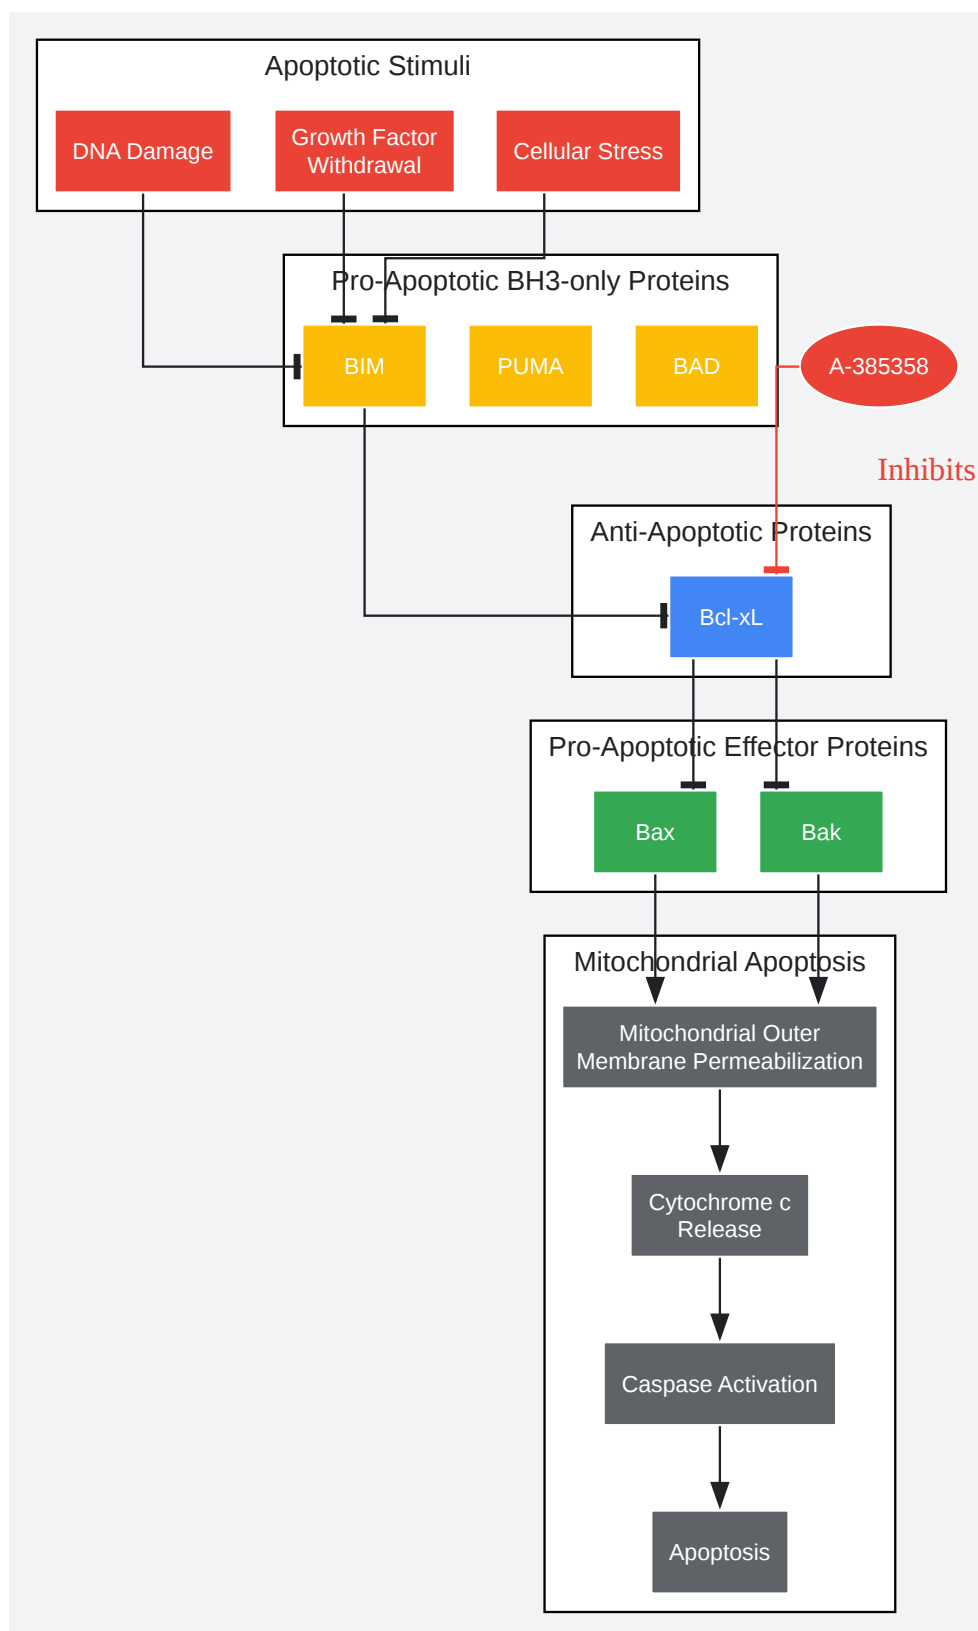 Apoptotic Stimuli
DNA Damage
Growth Factor
Withdrawal
Cellular Stress
Pro-Apoptotic BH3-only Proteins
BIM
PUMA
BAD
A-385358
Inhibits
Anti-Apoptotic Proteins
Bcl-xL
Pro-Apoptotic Effector Proteins
Bax
Bak
Mitochondrial Apoptosis
Mitochondrial Outer
Membrane Permeabilization
Cytochrome c
Release
Caspase Activation
Apoptosis